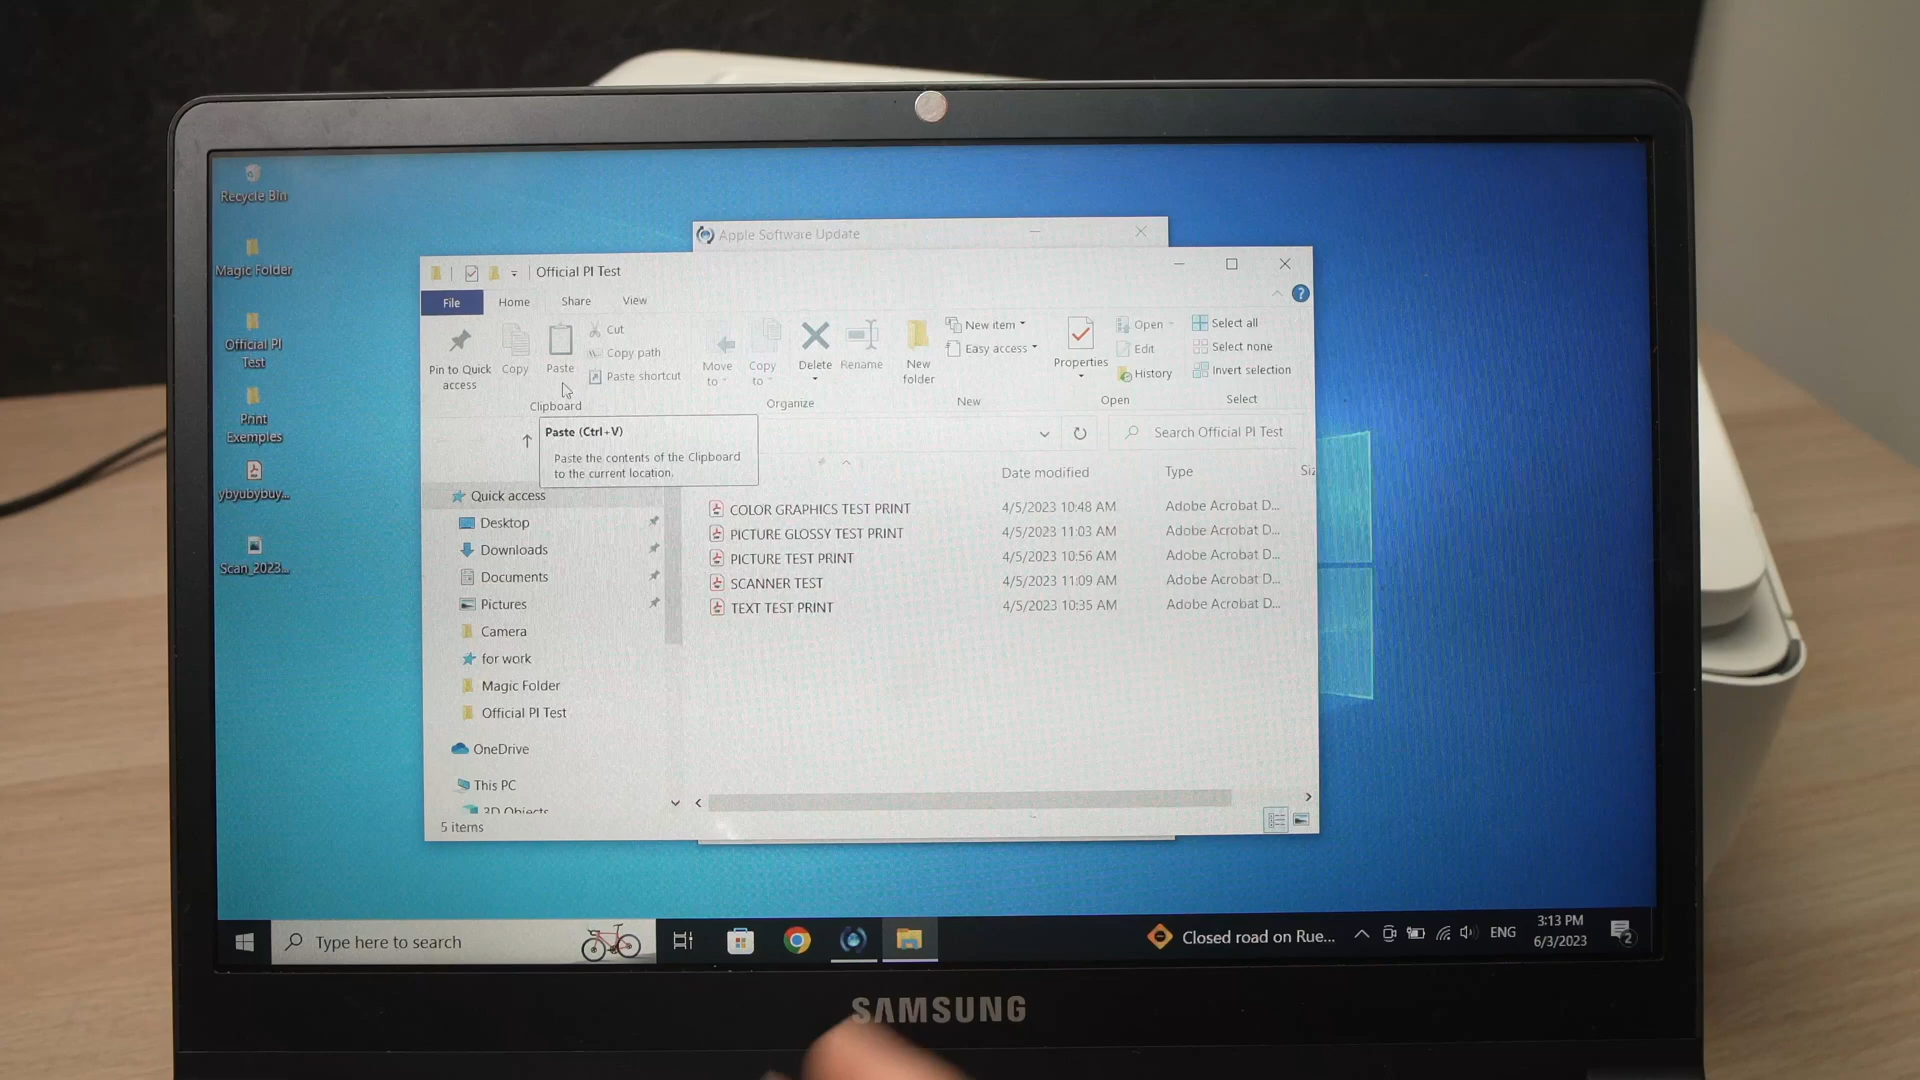 Recycle Bin
Magic Folder
Official PI
Test
Print
Exemples
ybyubybuy...
Scan_2023...
Apple Software Update
Official PI Test
File
Home
Share
View
Pin to Quick
access
Copy
Paste
Cut
Copy path
Paste shortcut
Clipboard
Move
to
Copy
to
Delete
Rename
Organize
New
folder
New item
Easy access
New
Properties
Open
Edit
History
Open
Select all
Select none
Invert selection
Select
Paste (Ctrl+V)
Paste the contents of the Clipboard
to the current location.
Search Official PI Test
Date modified
Type
Siz
COLOR GRAPHICS TEST PRINT 4/5/2023 10:48 AM Adobe Acrobat D...
PICTURE GLOSSY TEST PRINT 4/5/2023 11:03 AM Adobe Acrobat D...
PICTURE TEST PRINT 4/5/2023 10:56 AM Adobe Acrobat D...
SCANNER TEST 4/5/2023 11:09 AM Adobe Acrobat D...
TEXT TEST PRINT 4/5/2023 10:35 AM Adobe Acrobat D...
Quick access
Desktop
Downloads
Documents
Pictures
Camera
for work
Magic Folder
Official PI Test
OneDrive
This PC
3D Objects
5 items
Type here to search
Closed road on Rue...
ENG
3:13 PM
6/3/2023
2
SAMSUNG